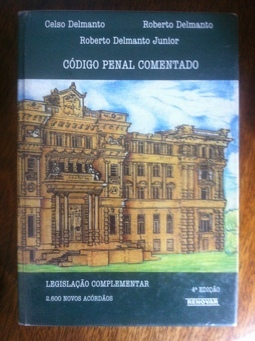 Celso Delmanto Roberto Delmanto
Roberto Delmanto Junior
CÓDIGO PENAL COMENTADO
LEGISLAÇÃO COMPLEMENTAR
2.600 NOVOS ACÓRDÃOS
4ª EDIÇÃO
RENOVAR